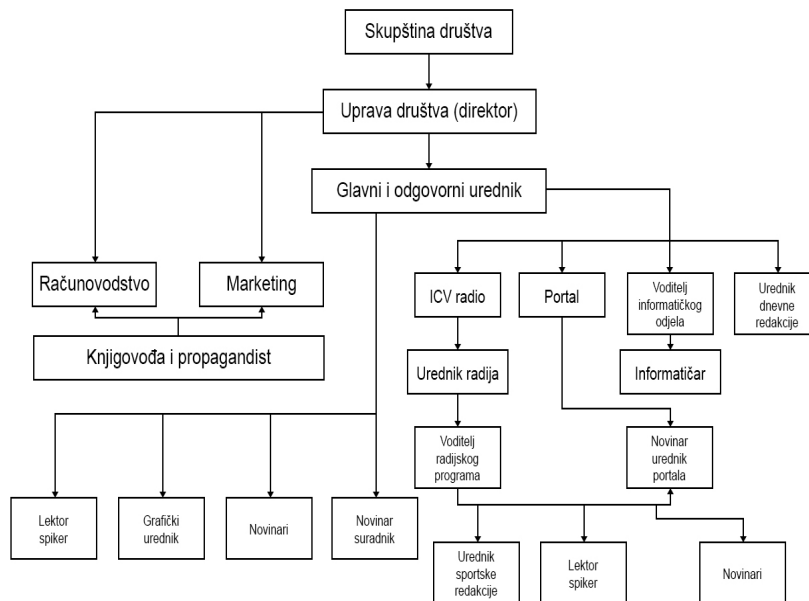 Skupština društva
Uprava društva (direktor)
Glavni i odgovorni urednik
Računovodstvo
Marketing
ICV radio
Portal
Voditelj
informatičkog
odjela
Urednik
dnevne
redakcije
Knjigovođa i propagandist
Urednik radija
Informatičar
Voditelj
radijskog
programa
Novinar
urednik
portala
Lektor
spiker
Grafički
urednik
Novinari
Novinar
suradnik
Urednik
sportske
redakcije
Lektor
spiker
Novinari